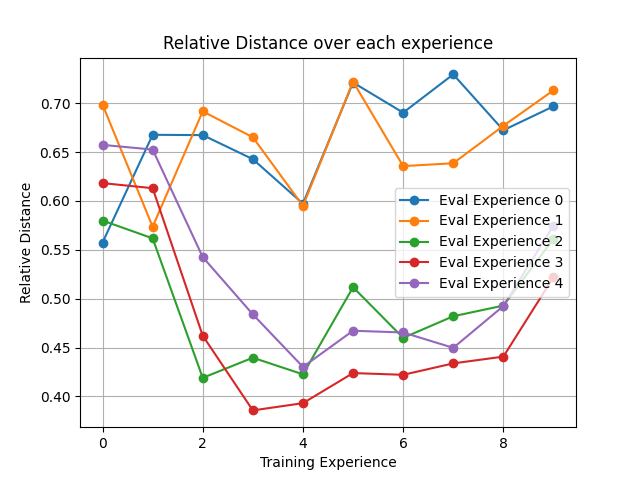 Relative Distance over each experience
Relative Distance
0.70
0.65
0.60
0.55
0.50
0.45
0.40
Eval Experience 0
Eval Experience 1
Eval Experience 2
Eval Experience 3
Eval Experience 4
0 2 4 6 8
Training Experience